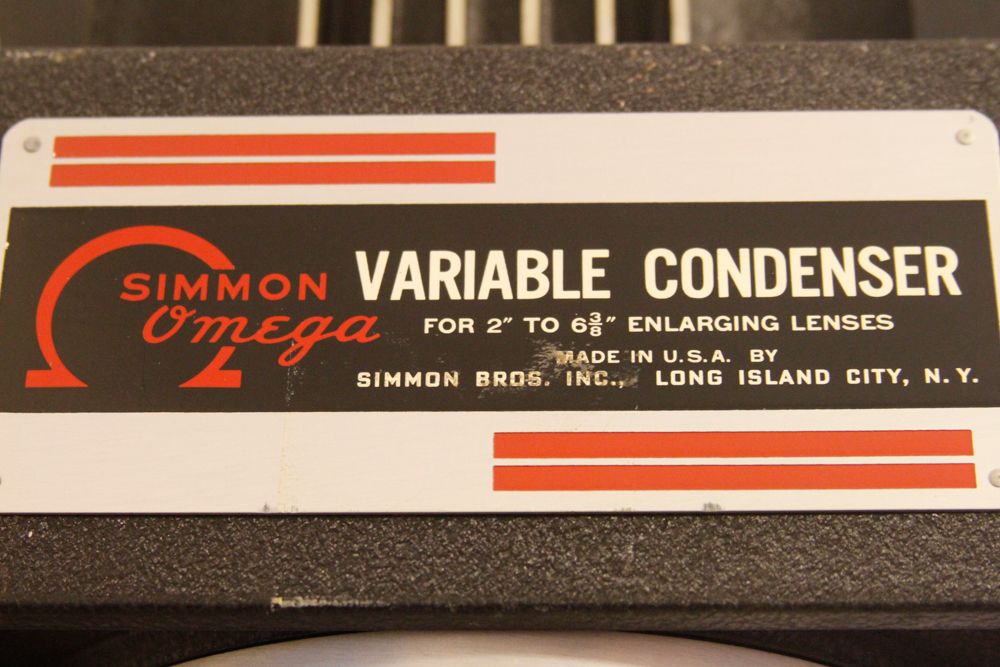 SIMMON
Omega
VARIABLE CONDENSER
FOR 2" TO 6⅜" ENLARGING LENSES
MADE IN U.S.A. BY
SIMMON BROS. INC., LONG ISLAND CITY, N.Y.